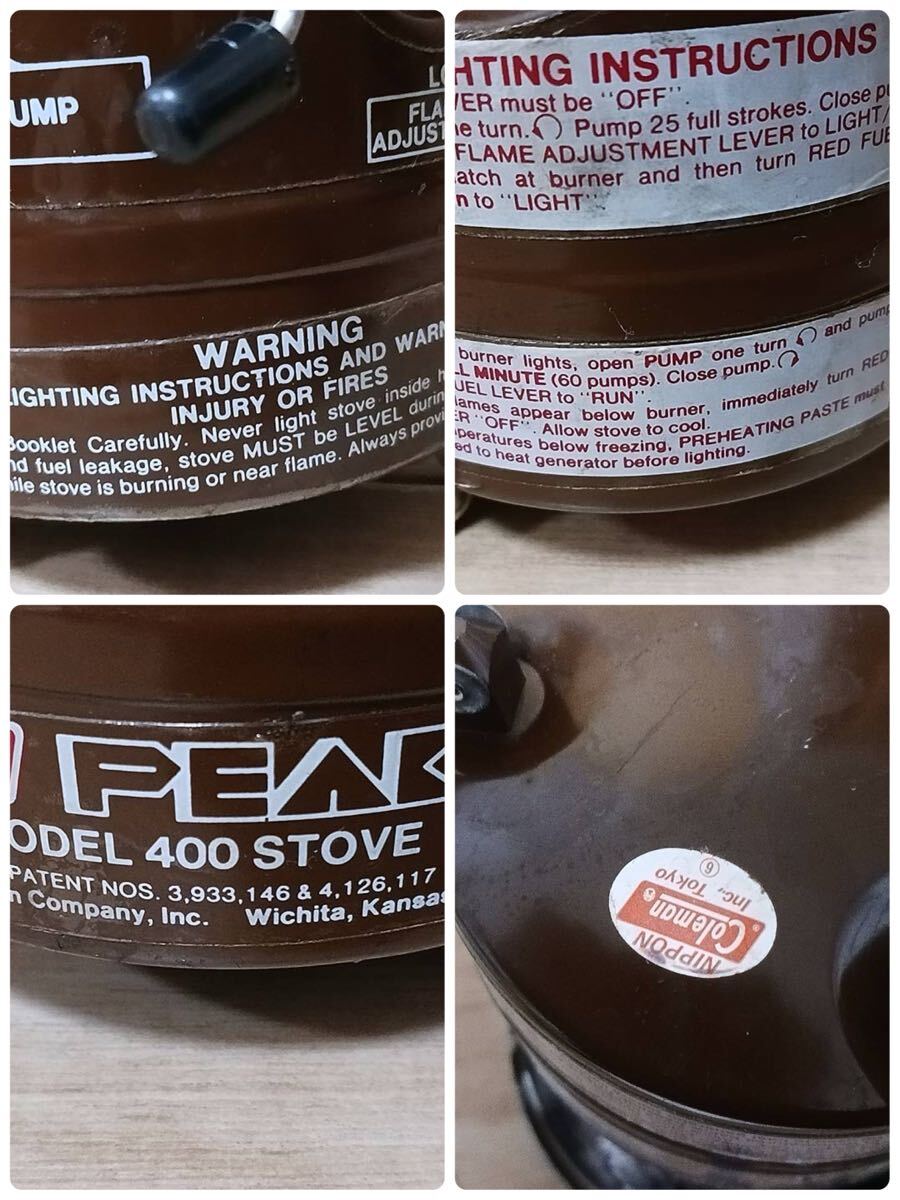 UMP
FLA
ADJUST
WARNING
LIGHTING INSTRUCTIONS AND WARN
INJURY OR FIRES
Booklet Carefully. Never light stove inside h
nd fuel leakage, stove MUST be LEVEL durin
ile stove is burning or near flame. Always provi
HTING INSTRUCTIONS
VER must be "OFF".
ne turn. Pump 25 full strokes. Close pu
FLAME ADJUSTMENT LEVER to LIGHT/
atch at burner and then turn RED FUE
n to "LIGHT"
burner lights, open PUMP one turn and pump
LL MINUTE (60 pumps). Close pump.
FUEL LEVER to "RUN".
lames appear below burner, immediately turn RED
ER "OFF". Allow stove to cool.
peratures below freezing, PREHEATING PASTE must
ed to heat generator before lighting.
PEAK
ODEL 400 STOVE
PATENT NOS. 3,933,146 & 4,126,117
n Company, Inc. Wichita, Kansas
NIPPON
Coleman
Inc., Tokyo
⑥